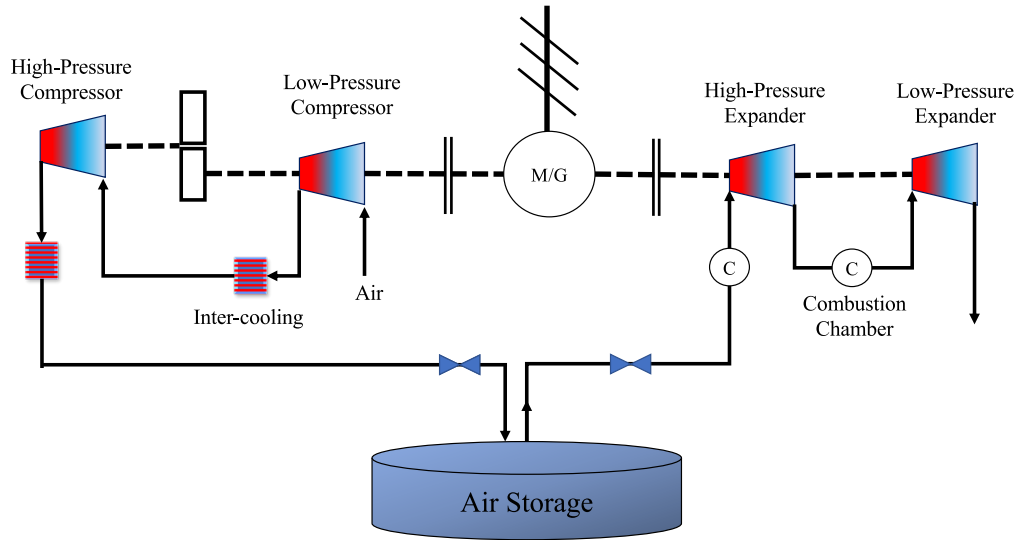 High-Pressure
Compressor
Low-Pressure
Compressor
High-Pressure
Expander
Low-Pressure
Expander
M/G
C
C
Inter-cooling
Air
Combustion
Chamber
Air Storage